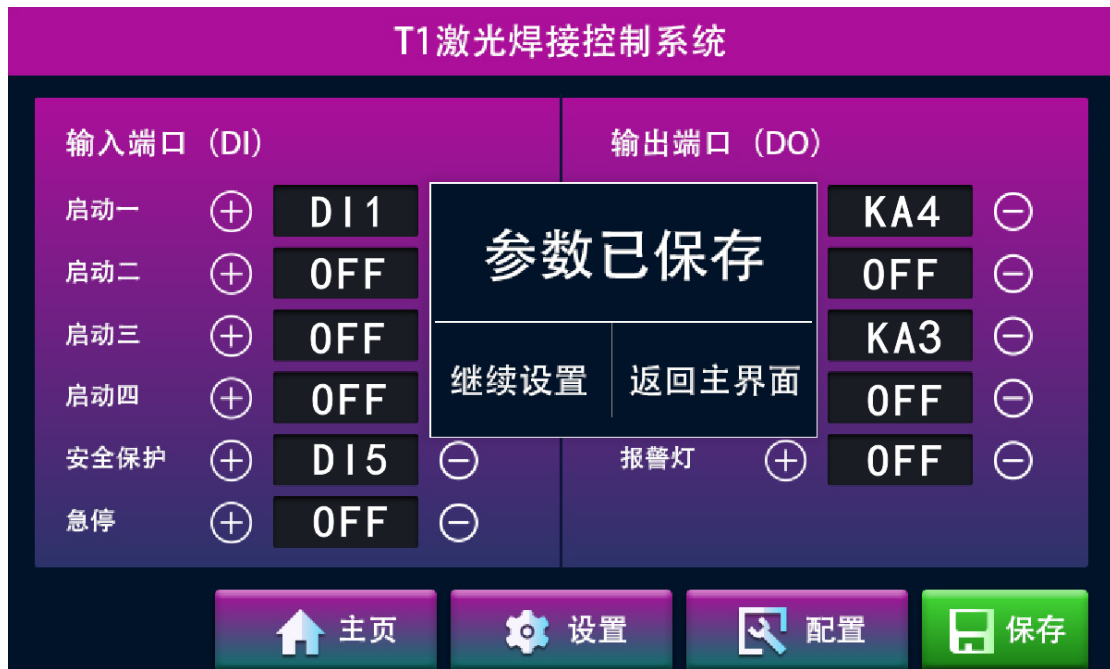 T1激光焊接控制系统
输入端口（DI）
输出端口（DO）
启动一 DI1
KA4
启动二 OFF
OFF
启动三 OFF
KA3
启动四 OFF
OFF
参数已保存
继续设置 返回主界面
安全保护 DI5
报警灯 OFF
急停 OFF
主页 设置 配置 保存